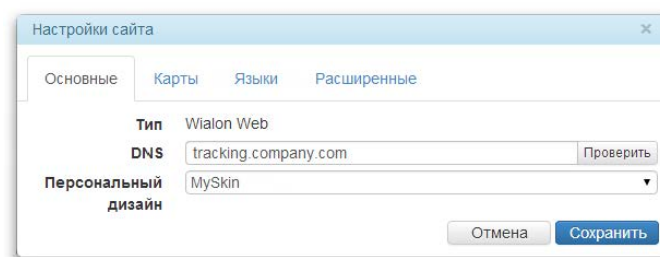 Настройки сайта
Основные Карты Языки Расширенные
Тип Wialon Web
DNS tracking.company.com Проверить
Персональный MySkin
дизайн
Отмена Сохранить